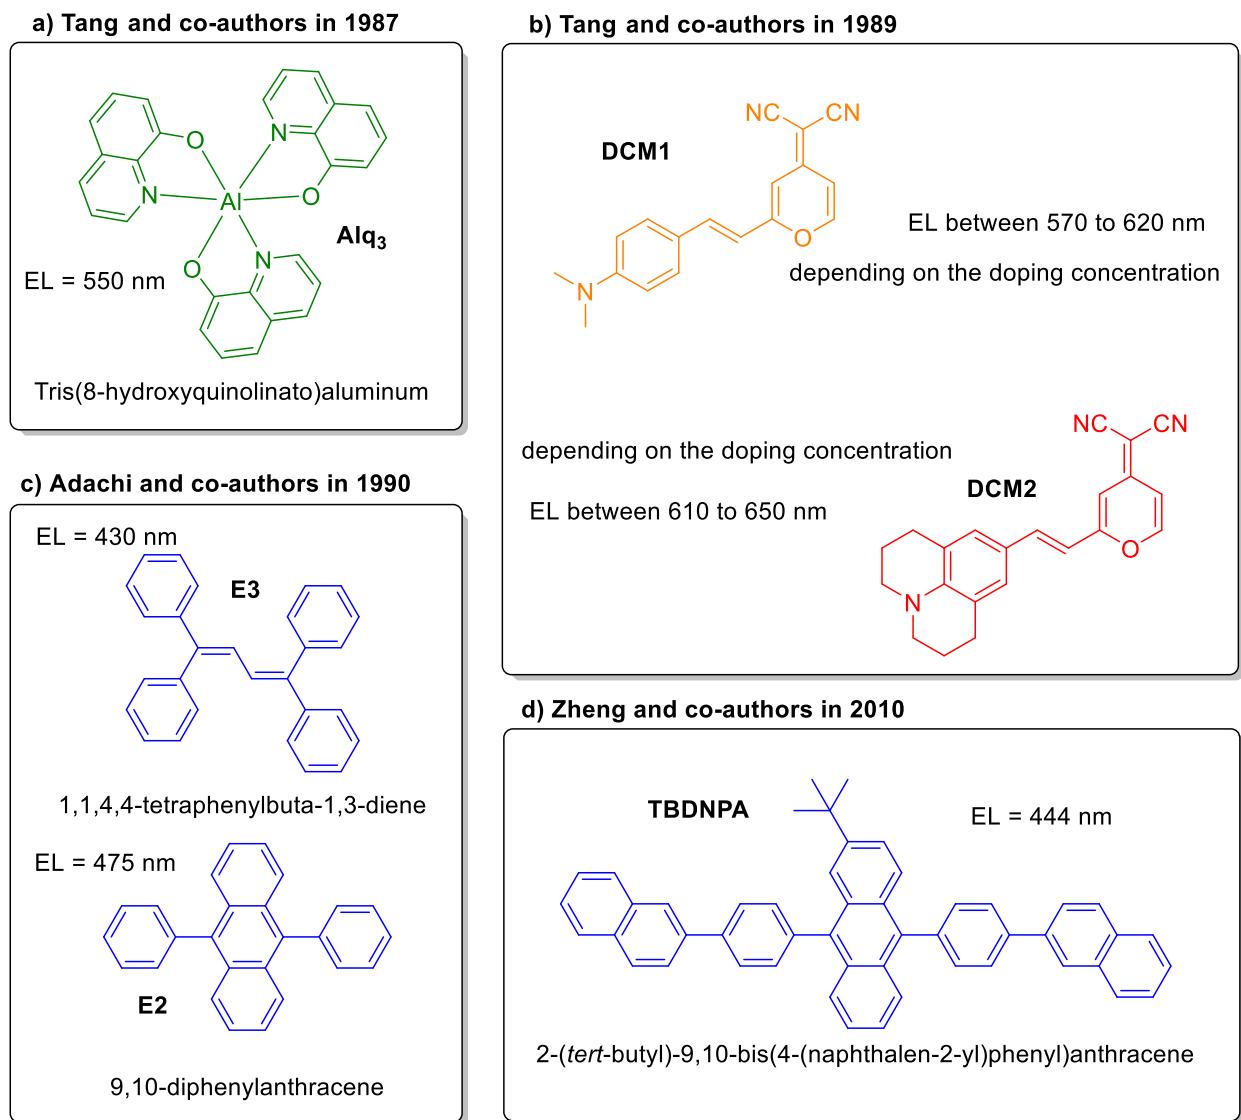 a) Tang and co-authors in 1987
O
N
Al
N
O
O
N
Alq3
EL = 550 nm
Tris(8-hydroxyquinolinato)aluminum
b) Tang and co-authors in 1989
NC CN
DCM1
O
N
EL between 570 to 620 nm
depending on the doping concentration
depending on the doping concentration
EL between 610 to 650 nm
NC CN
DCM2
O
N
c) Adachi and co-authors in 1990
EL = 430 nm
E3
1,1,4,4-tetraphenylbuta-1,3-diene
EL = 475 nm
E2
9,10-diphenylanthracene
d) Zheng and co-authors in 2010
TBDNPA
EL = 444 nm
2-(tert-butyl)-9,10-bis(4-(naphthalen-2-yl)phenyl)anthracene